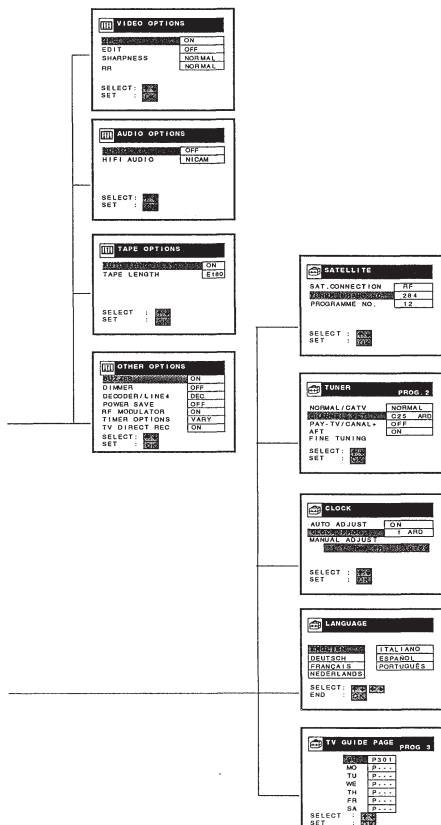 VIDEO OPTIONS
ON
EDIT OFF
SHARPNESS NORMAL
RR NORMAL
SELECT:
SET :
AUDIO OPTIONS
OFF
HIFI AUDIO NICAM
SELECT:
SET :
TAPE OPTIONS
ON
TAPE LENGTH E180
SELECT :
SET :
OTHER OPTIONS
BUZZER ON
DIMMER OFF
DECODER/LINE4 DEC.
POWER SAVE OFF
RF MODULATOR ON
TIMER OPTIONS VARY
TV DIRECT REC ON
SELECT:
SET :
SATELLITE
SAT.CONNECTION RF
284
PROGRAMME NO. 12
SELECT :
SET :
TUNER PROG.2
NORMAL/CATV NORMAL
C25 ARD
PAY-TV/CANAL+ OFF
AFT ON
FINE TUNING
SELECT:
SET :
CLOCK
AUTO ADJUST ON
1 ARD
MANUAL ADJUST
SELECT :
SET :
LANGUAGE
ENGLISH ITALIANO
DEUTSCH ESPAÑOL
FRANÇAIS PORTUGUÊS
NEDERLANDS
SELECT:
END :
TV GUIDE PAGE PROG 3
P301
MO P---
TU P---
WE P---
TH P---
FR P---
SA P---
SELECT :
SET :